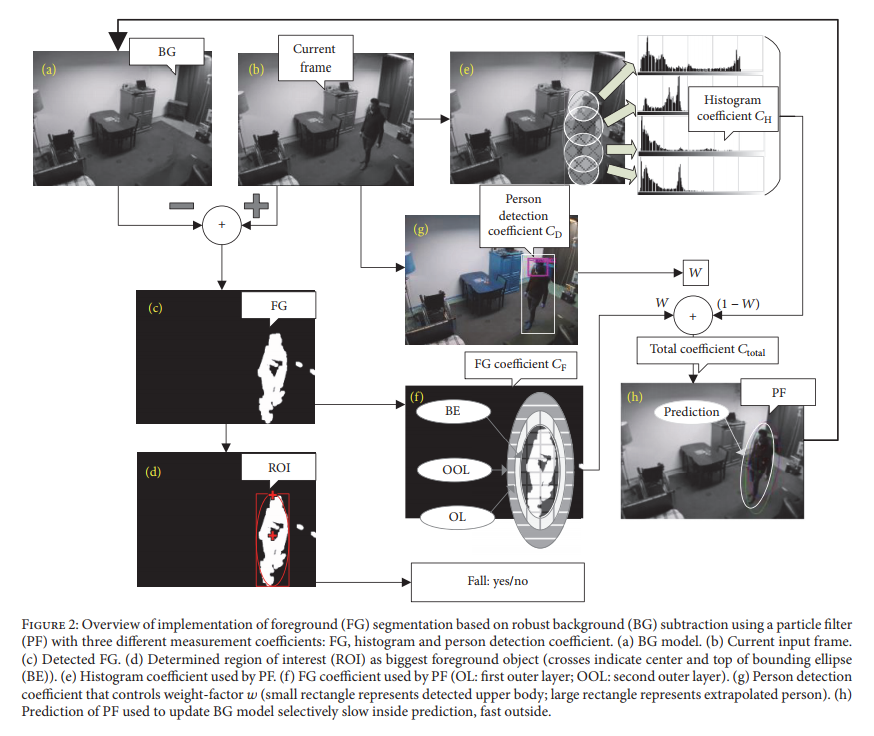 BG
(a)
Current
frame
(b)
(e)
Histogram
coefficient C_H
+
Person
detection
coefficient C_D
(g)
W
W
(1 − W)
+
Total coefficient C_total
(c)
FG
FG coefficient C_F
(f)
BE
OOL
OL
(h)
PF
Prediction
(d)
ROI
Fall: yes/no
FIGURE 2: Overview of implementation of foreground (FG) segmentation based on robust background (BG) subtraction using a particle filter
(PF) with three different measurement coefficients: FG, histogram and person detection coefficient. (a) BG model. (b) Current input frame.
(c) Detected FG. (d) Determined region of interest (ROI) as biggest foreground object (crosses indicate center and top of bounding ellipse
(BE)). (e) Histogram coefficient used by PF. (f) FG coefficient used by PF (OL: first outer layer; OOL: second outer layer). (g) Person detection
coefficient that controls weight-factor w (small rectangle represents detected upper body; large rectangle represents extrapolated person). (h)
Prediction of PF used to update BG model selectively slow inside prediction, fast outside.